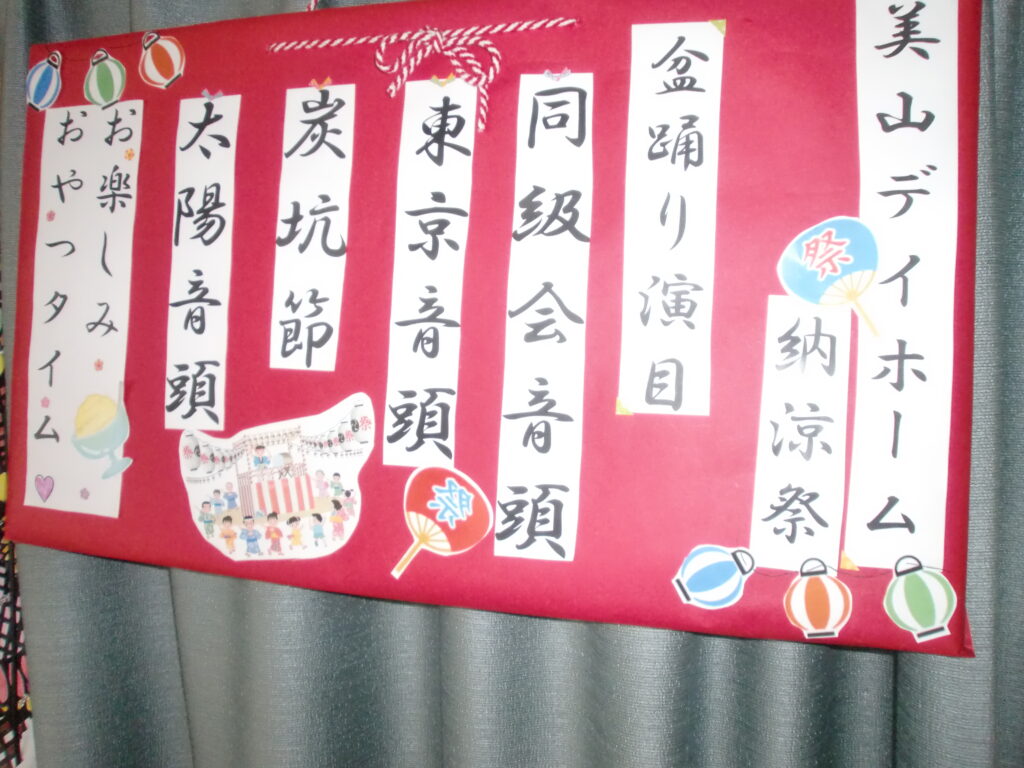 美山デイホーム
納涼祭
祭
盆踊り演目
同級会音頭
東京音頭
炭坑節
太陽音頭
お楽しみ
おやつタイム